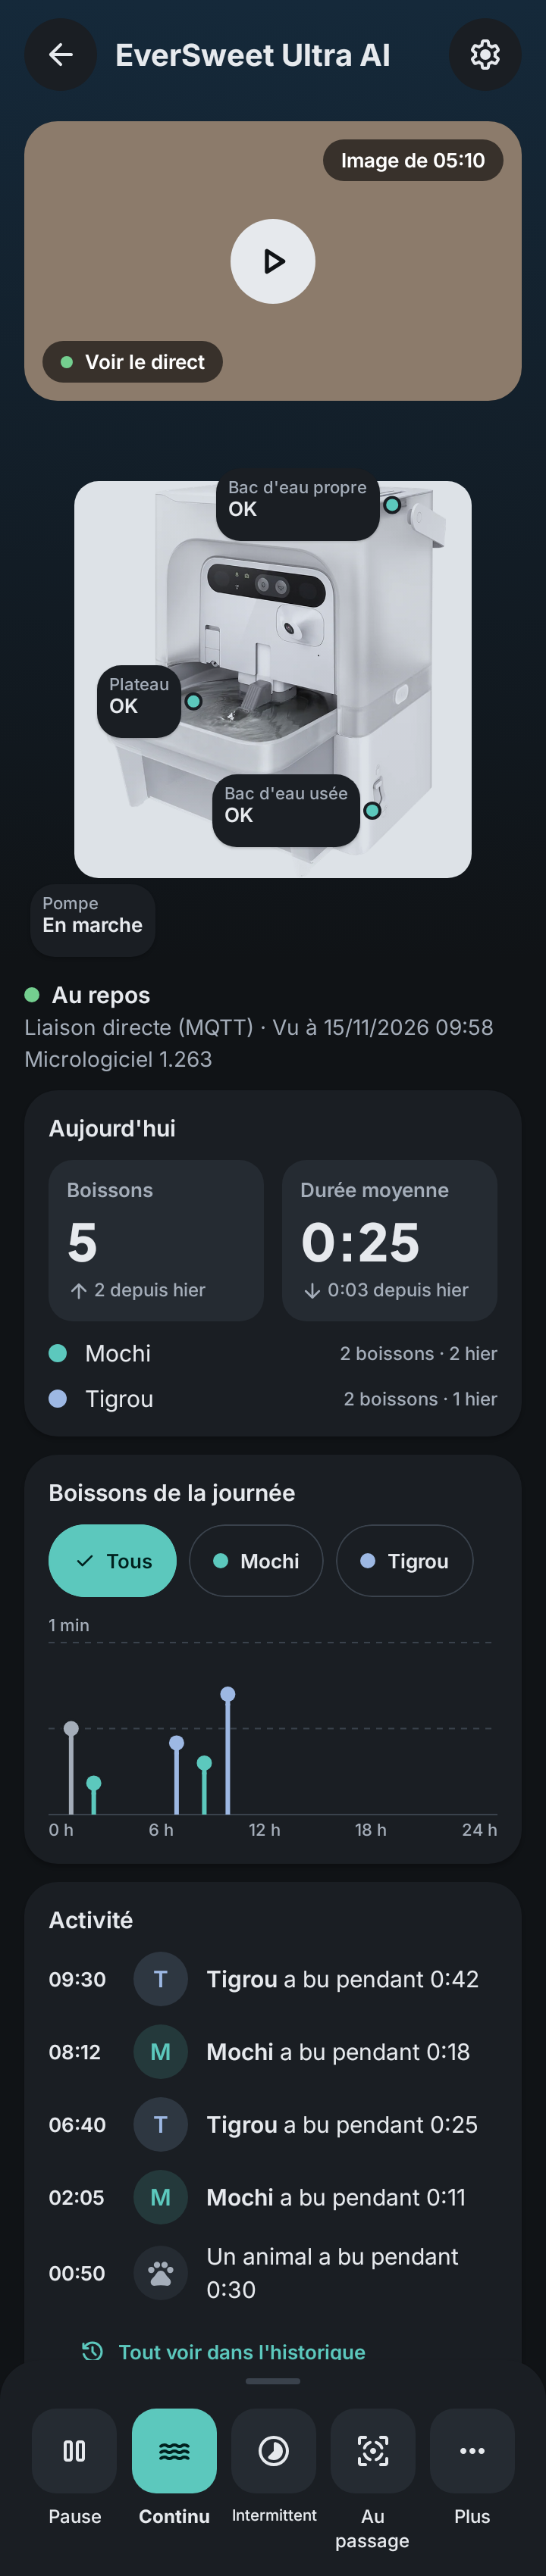 EverSweet Ultra AI
Image de 05:10
Voir le direct
Bac d'eau propre
OK
Plateau
OK
Bac d'eau usée
OK
Pompe
En marche
Au repos
Liaison directe (MQTT) · Vu à 15/11/2026 09:58
Micrologiciel 1.263
Aujourd'hui
Boissons
5
↑ 2 depuis hier
Durée moyenne
0:25
↓ 0:03 depuis hier
Mochi 2 boissons · 2 hier
Tigrou 2 boissons · 1 hier
Boissons de la journée
Tous Mochi Tigrou
1 min
0 h 6 h 12 h 18 h 24 h
Activité
09:30 T Tigrou a bu pendant 0:42
08:12 M Mochi a bu pendant 0:18
06:40 T Tigrou a bu pendant 0:25
02:05 M Mochi a bu pendant 0:11
00:50 Un animal a bu pendant
0:30
Tout voir dans l'historique
Pause Continu Intermittent Au Plus
passage